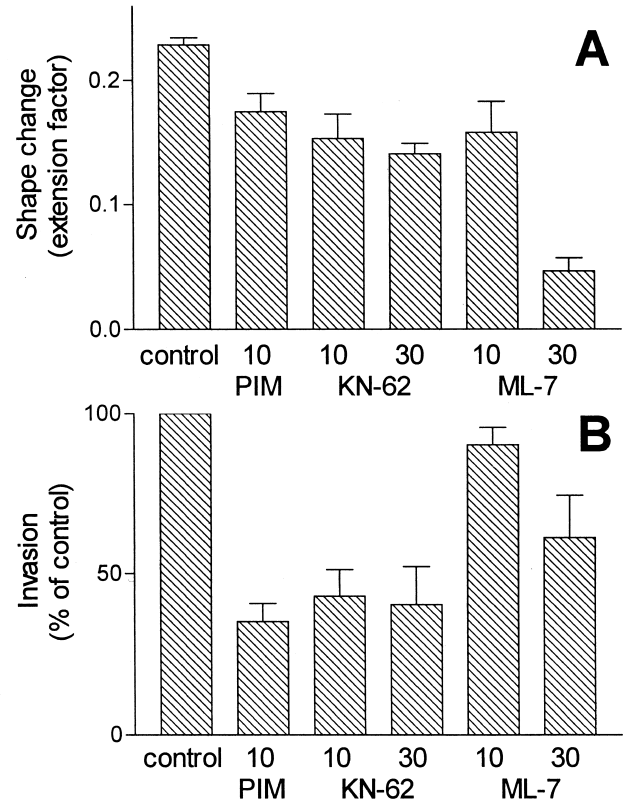 A
Shape change
(extension factor)
0.2
0.1
0.0
control 10 10 30 10 30
PIM KN-62 ML-7
B
Invasion
(% of control)
100
50
0
control 10 10 30 10 30
PIM KN-62 ML-7